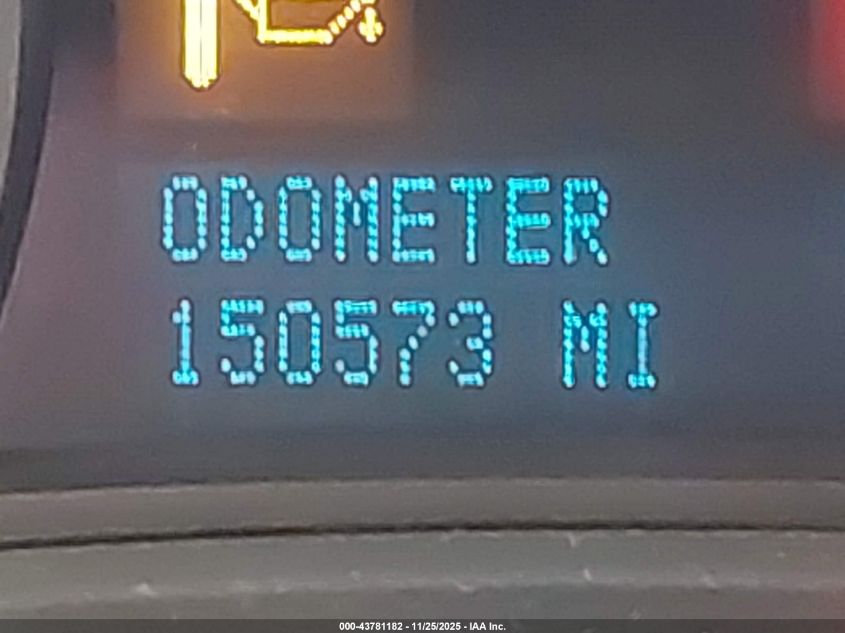 ODOMETER
150573 MI
000-43781182 - 11/25/2025 - IAA Inc.